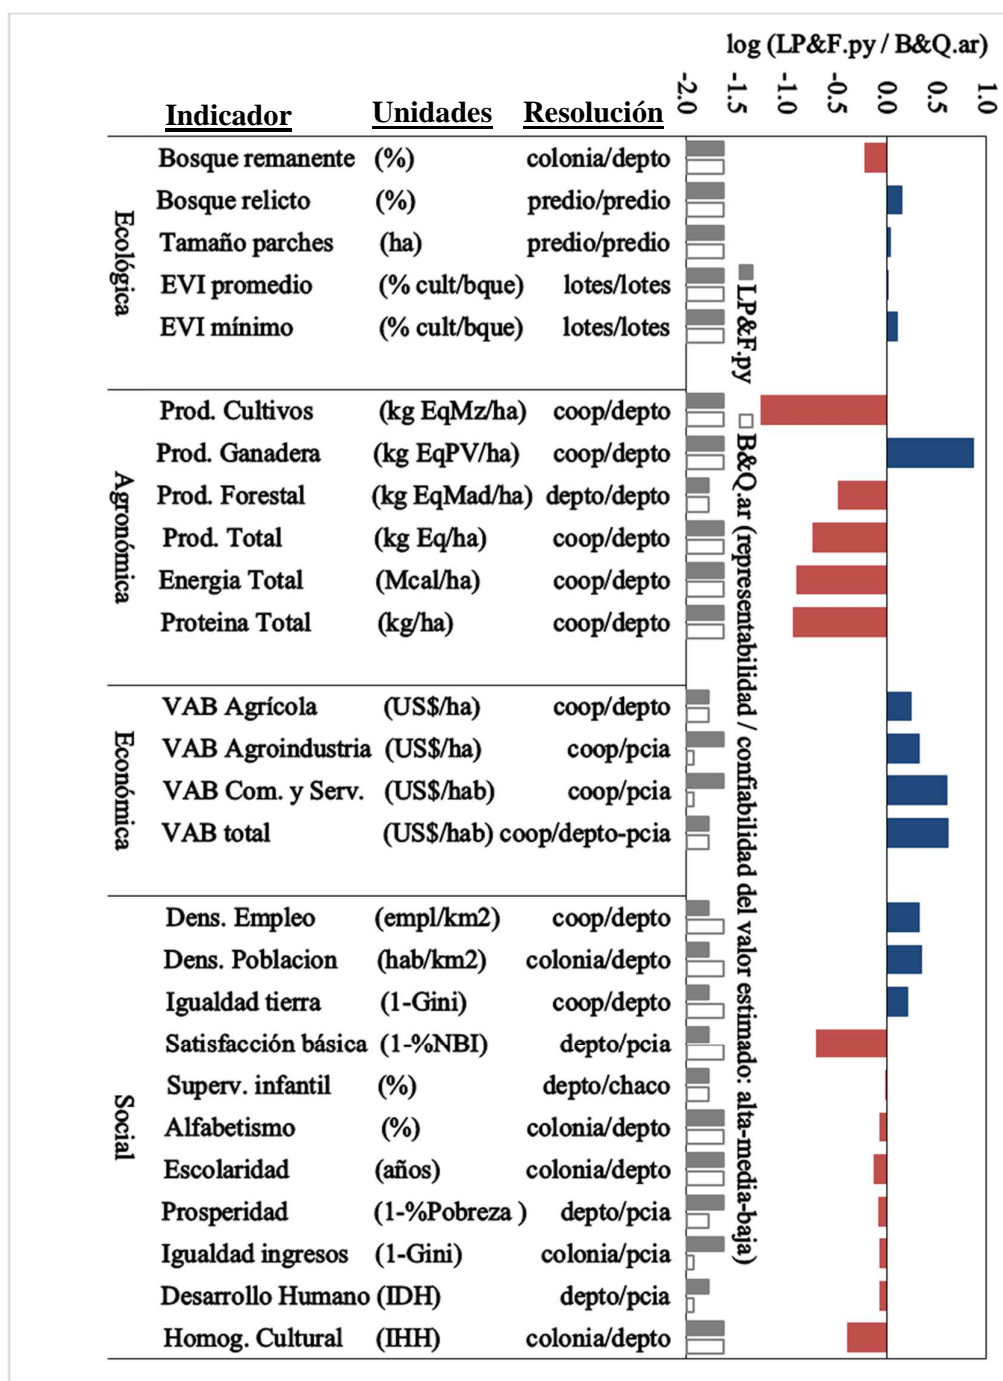 log (LP&F.py / B&Q.ar)
-2.0 -1.5 -1.0 -0.5 0.0 0.5 1.0
Indicador Unidades Resolución
Ecológica
Bosque remanente (%) colonia/depto
Bosque relicto (%) predio/predio
Tamaño parches (ha) predio/predio
EVI promedio (% cult/bque) lotes/lotes
EVI mínimo (% cult/bque) lotes/lotes
Agronómica
Prod. Cultivos (kg EqMz/ha) coop/depto
Prod. Ganadera (kg EqPV/ha) coop/depto
Prod. Forestal (kg EqMad/ha) depto/depto
Prod. Total (kg Eq/ha) coop/depto
Energia Total (Mcal/ha) coop/depto
Proteina Total (kg/ha) coop/depto
Económica
VAB Agrícola (US$/ha) coop/depto
VAB Agroindustria (US$/ha) coop/pcia
VAB Com. y Serv. (US$/hab) coop/pcia
VAB total (US$/hab) coop/depto-pcia
Social
Dens. Empleo (empl/km2) coop/depto
Dens. Poblacion (hab/km2) colonia/depto
Igualdad tierra (1-Gini) coop/depto
Satisfacción básica (1-%NBI) depto/pcia
Superv. infantil (%) depto/chaco
Alfabetismo (%) colonia/depto
Escolaridad (años) colonia/depto
Prosperidad (1-%Pobreza ) depto/pcia
Igualdad ingresos (1-Gini) colonia/pcia
Desarrollo Humano (IDH) depto/pcia
Homog. Cultural (IHH) colonia/depto
LP&F.py B&Q.ar (representabilidad / confiabilidad del valor estimado: alta-media-baja)